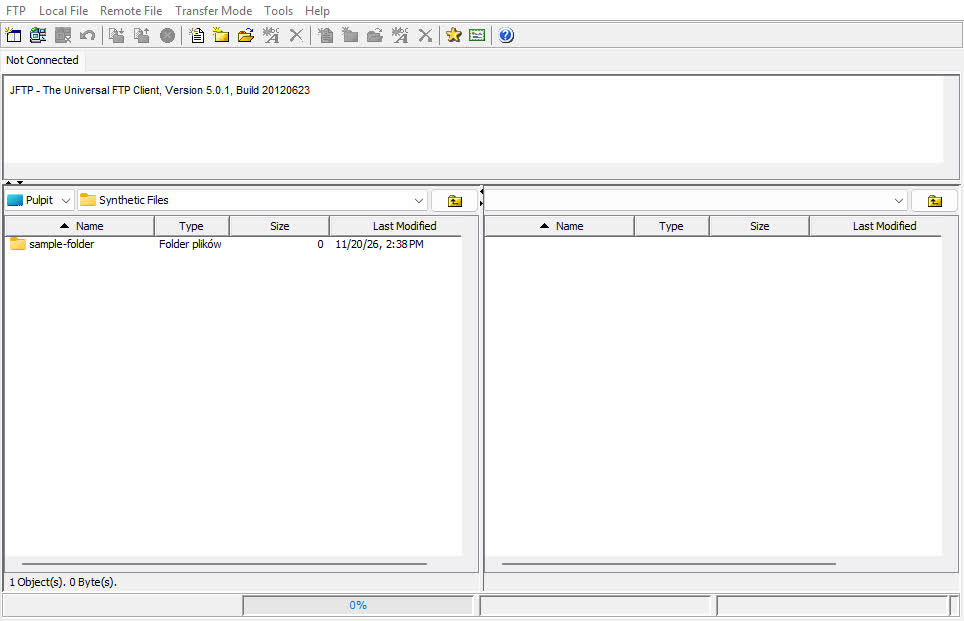 FTP Local File Remote File Transfer Mode Tools Help
Not Connected
JFTP - The Universal FTP Client, Version 5.0.1, Build 20120623
Pulpit Synthetic Files
Name Type Size Last Modified Name Type Size Last Modified
sample-folder Folder plików 0 11/20/26, 2:38 PM
1 Object(s). 0 Byte(s).
0%